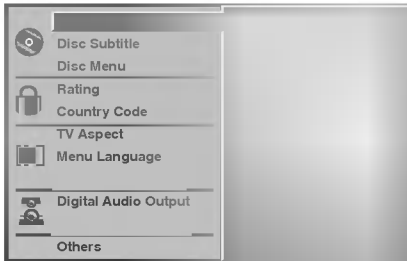 Disc Subtitle
Disc Menu
Rating
Country Code
TV Aspect
Menu Language
Digital Audio Output
Others